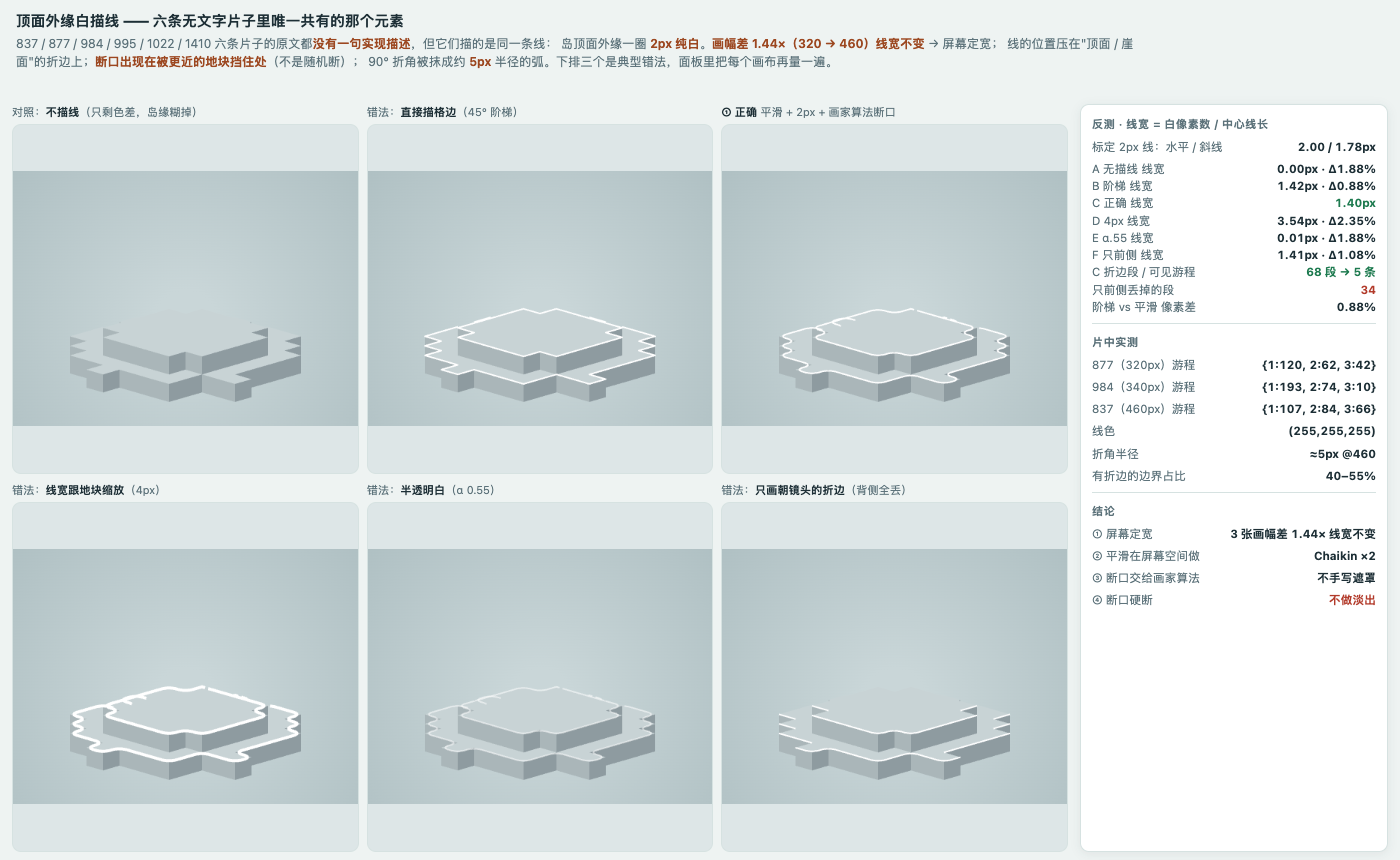 顶面外缘白描线 —— 六条无文字片子里唯一共有的那个元素
837 / 877 / 984 / 995 / 1022 / 1410 六条片子的原文都没有一句实现描述，但它们描的是同一条线： 岛顶面外缘一圈 2px 纯白。画幅差 1.44×（320 → 460）线宽不变 → 屏幕定宽； 线的位置压在"顶面 / 崖
面"的折边上；断口出现在被更近的地块挡住处（不是随机断）； 90° 折角被抹成约 5px 半径的弧。下排三个是典型错法，面板里把每个画布再量一遍。
对照：不描线（只剩色差，岛缘糊掉）
错法：直接描格边（45° 阶梯）
① 正确 平滑 + 2px + 画家算法断口
错法：线宽跟地块缩放（4px）
错法：半透明白（α 0.55）
错法：只画朝镜头的折边（背侧全丢）
反测 · 线宽 = 白像素数 / 中心线长
标定 2px 线：水平 / 斜线 2.00 / 1.78px
A 无描线 线宽 0.00px · Δ1.88%
B 阶梯 线宽 1.42px · Δ0.88%
C 正确 线宽 1.40px
D 4px 线宽 3.54px · Δ2.35%
E α.55 线宽 0.01px · Δ1.88%
F 只前侧 线宽 1.41px · Δ1.08%
C 折边段 / 可见游程 68 段 → 5 条
只前侧丢掉的段 34
阶梯 vs 平滑 像素差 0.88%
片中实测
877（320px）游程 {1:120, 2:62, 3:42}
984（340px）游程 {1:193, 2:74, 3:10}
837（460px）游程 {1:107, 2:84, 3:66}
线色 (255,255,255)
折角半径 ≈5px @460
有折边的边界占比 40–55%
结论
① 屏幕定宽 3 张画幅差 1.44× 线宽不变
② 平滑在屏幕空间做 Chaikin ×2
③ 断口交给画家算法 不手写遮罩
④ 断口硬断 不做淡出